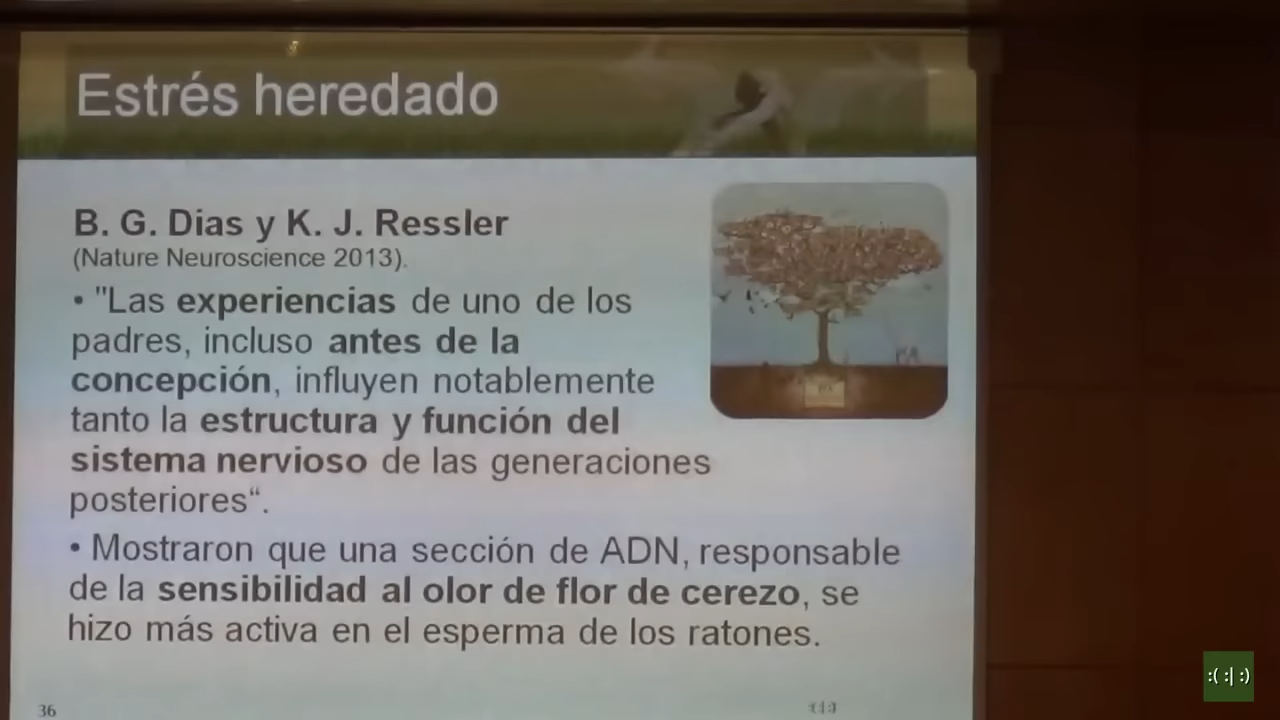 Estrés heredado
B. G. Dias y K. J. Ressler
(Nature Neuroscience 2013).
• "Las experiencias de uno de los
padres, incluso antes de la
concepción, influyen notablemente
tanto la estructura y función del
sistema nervioso de las generaciones
posteriores“.
• Mostraron que una sección de ADN, responsable
de la sensibilidad al olor de flor de cerezo, se
hizo más activa en el esperma de los ratones.
36
:( :| :)